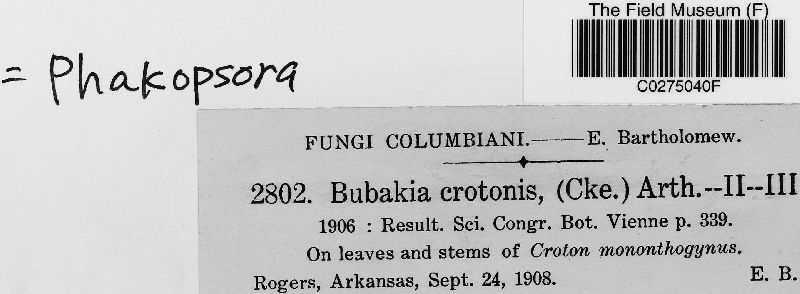 The Field Museum (F)
C0275040F
= Phakopsora
FUNGI COLUMBIANI.——E. Bartholomew.
2802. Bubakia crotonis, (Cke.) Arth.--II--III
1906 : Result. Sci. Congr. Bot. Vienne p. 339.
On leaves and stems of Croton mononthogynus.
Rogers, Arkansas, Sept. 24, 1908. E. B.